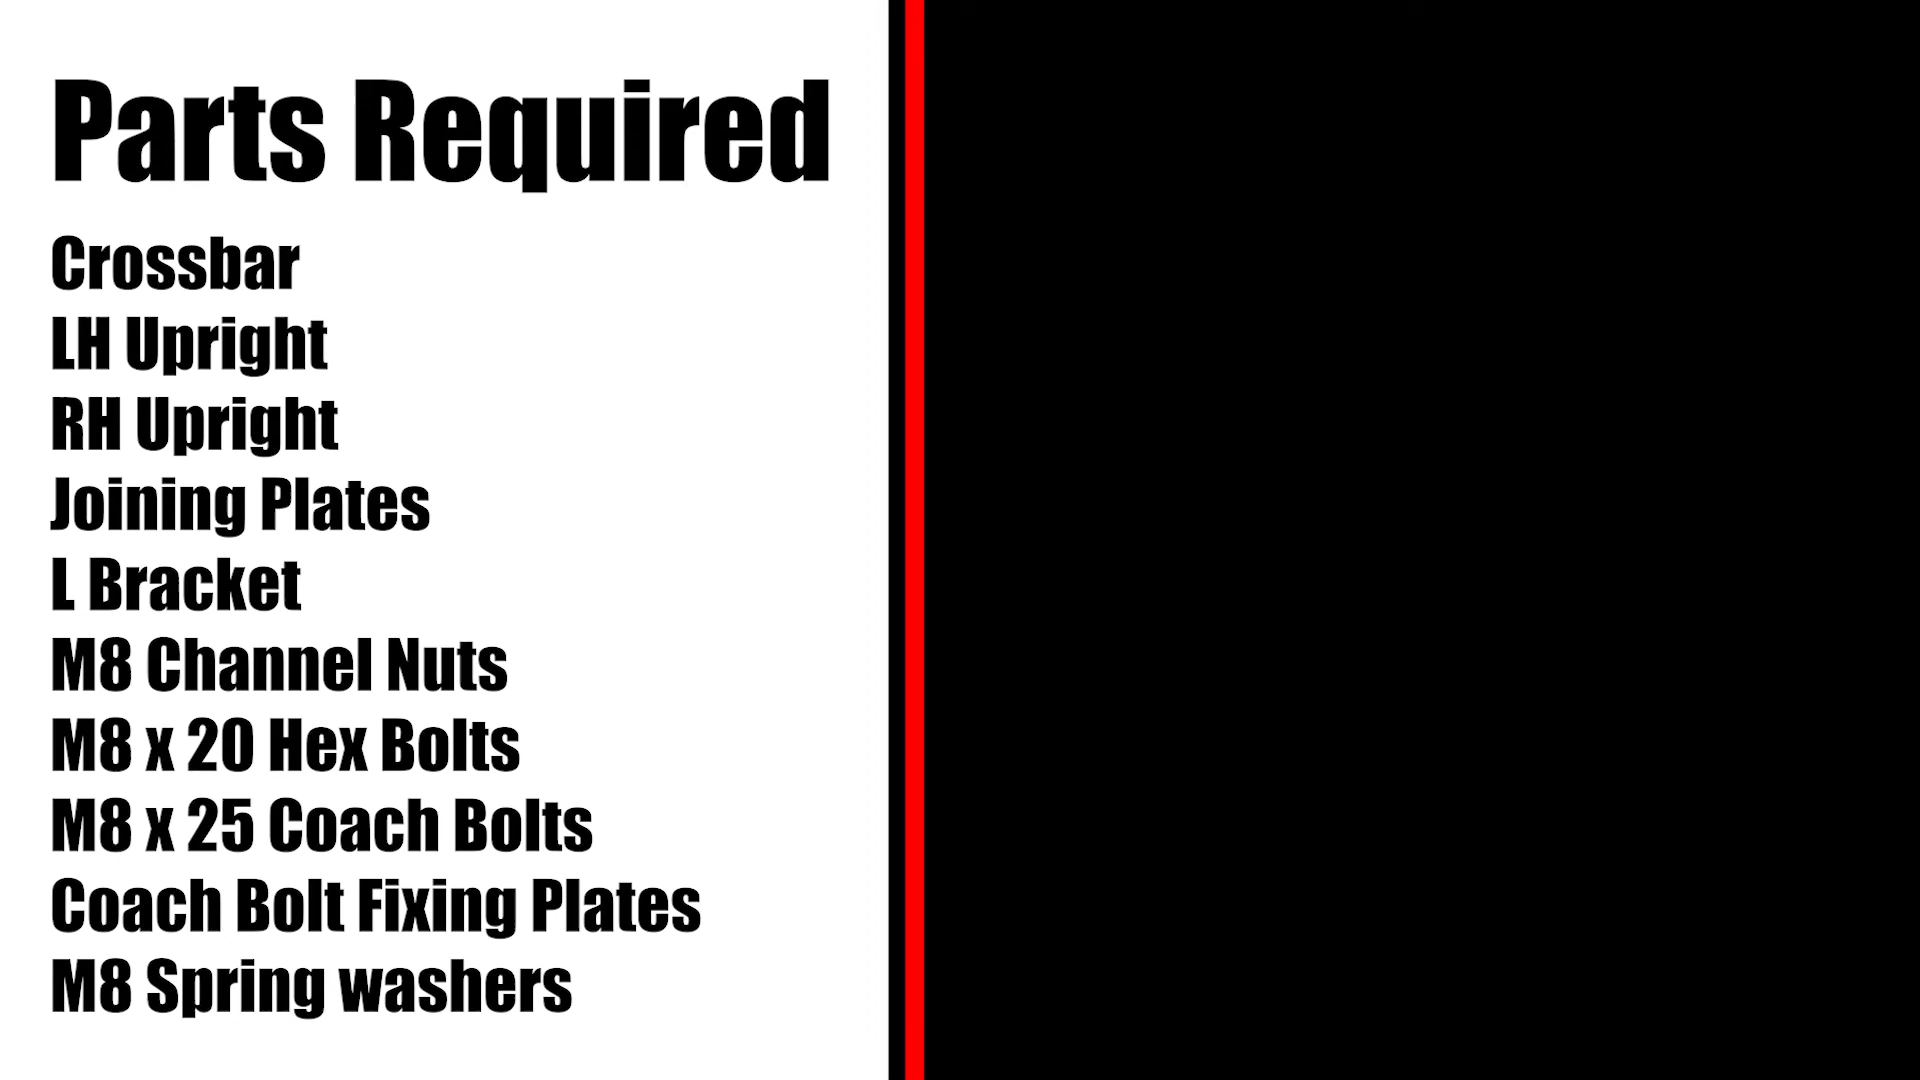 Parts Required
Crossbar
LH Upright
RH Upright
Joining Plates
L Bracket
M8 Channel Nuts
M8 x 20 Hex Bolts
M8 x 25 Coach Bolts
Coach Bolt Fixing Plates
M8 Spring washers